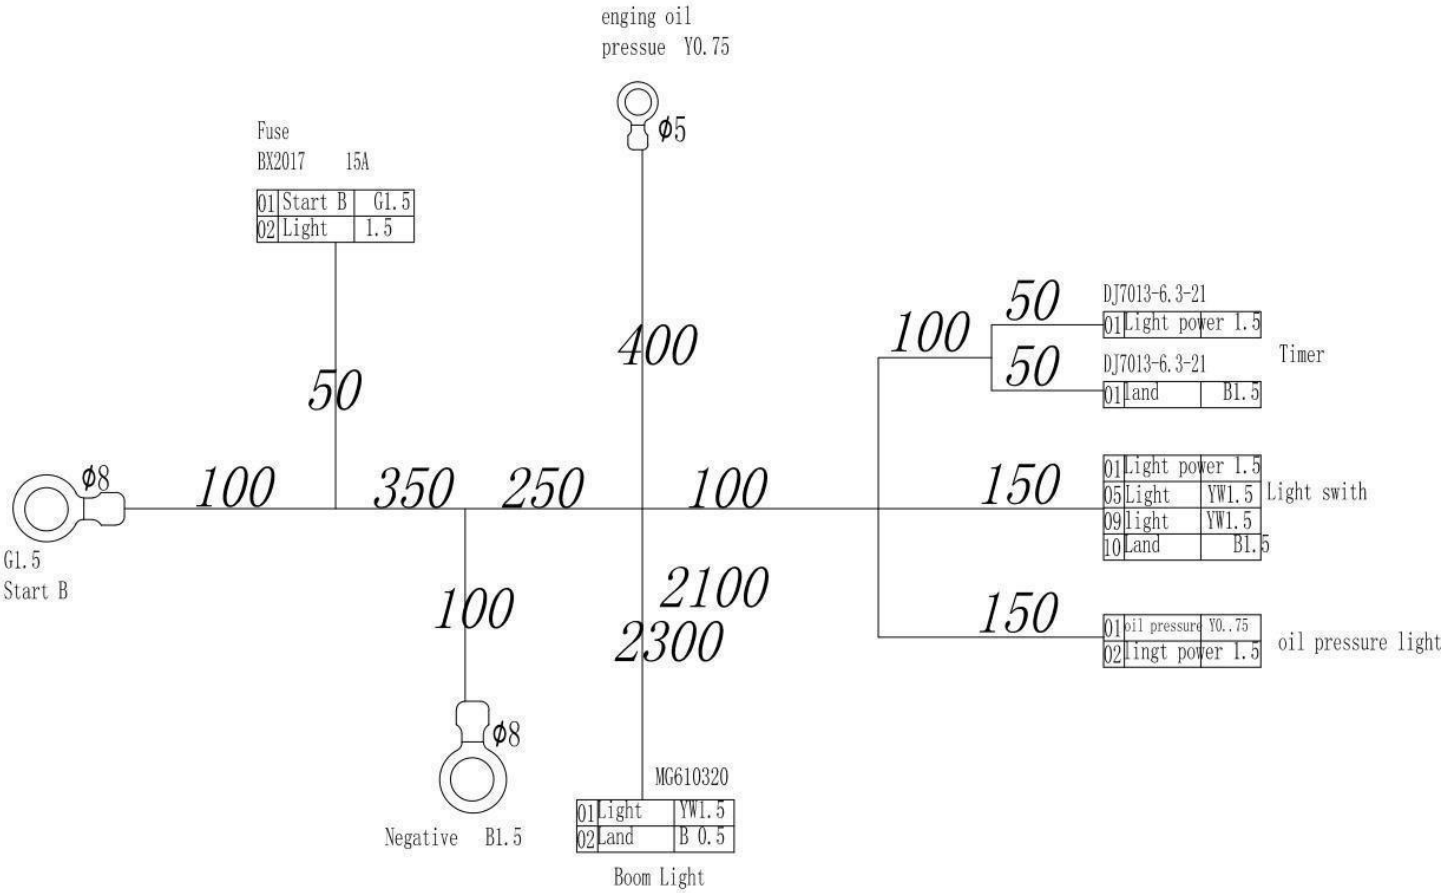 enging oil
pressue Y0.75
ϕ5
Fuse
BX2017 15A
01 Start B G1.5
02 Light 1.5
400
50
100
50
50
DJ7013-6.3-21
01 Light power 1.5
Timer
DJ7013-6.3-21
01 land B1.5
ϕ8
100
350
250
100
150
G1.5
Start B
01 Light power 1.5
05 Light YW1.5
09 light YW1.5
10 Land B1.5
Light swith
100
2100
2300
150
01 oil pressure Y0..75
02 lingt power 1.5
oil pressure light
ϕ8
Negative B1.5
MG610320
01 Light YW1.5
02 Land B 0.5
Boom Light